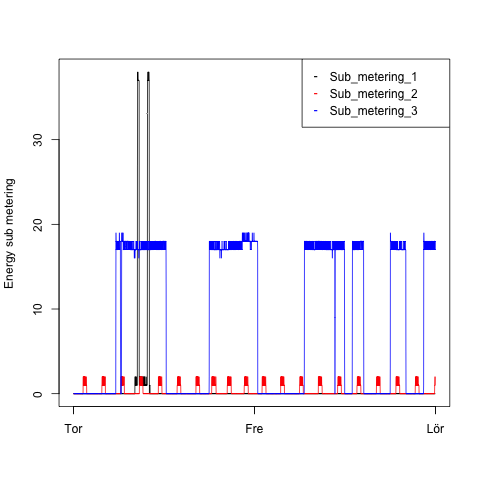 Sub_metering_1
Sub_metering_2
Sub_metering_3
Energy sub metering
30
20
10
0
Tor Fre Lör